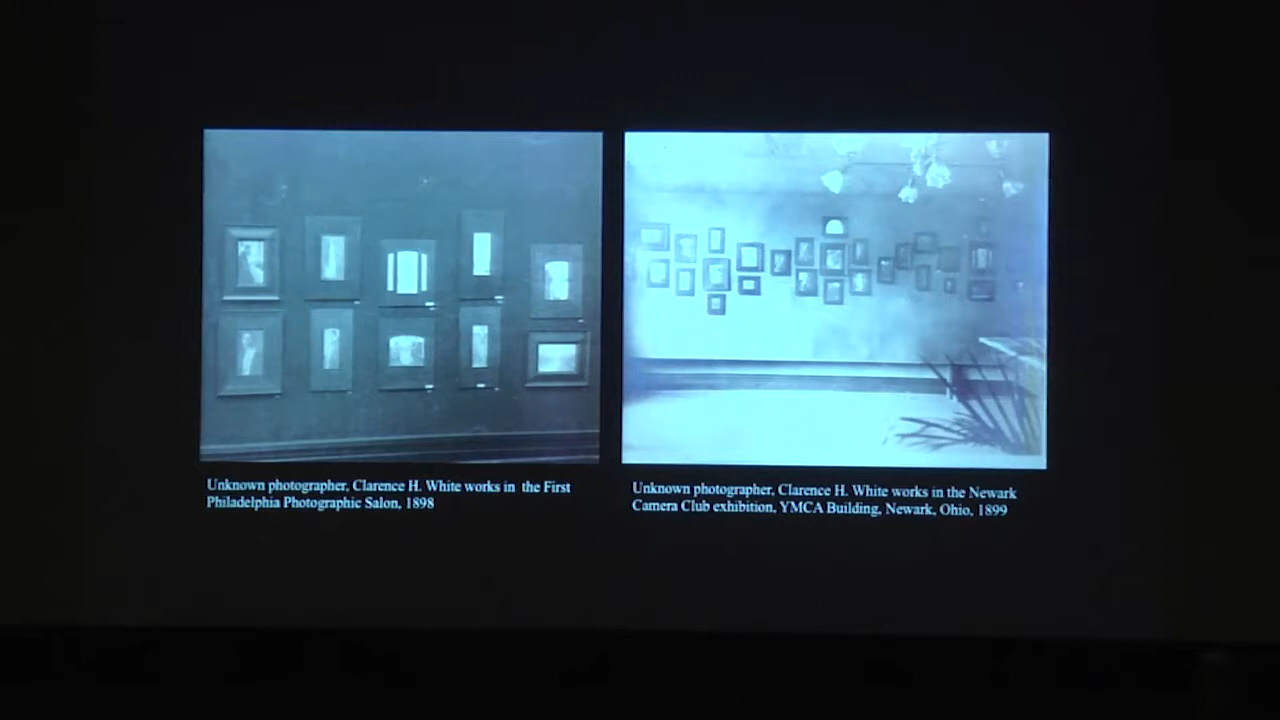 Unknown photographer, Clarence H. White works in the First
Philadelphia Photographic Salon, 1898
Unknown photographer, Clarence H. White works in the Newark
Camera Club exhibition, YMCA Building, Newark, Ohio, 1899